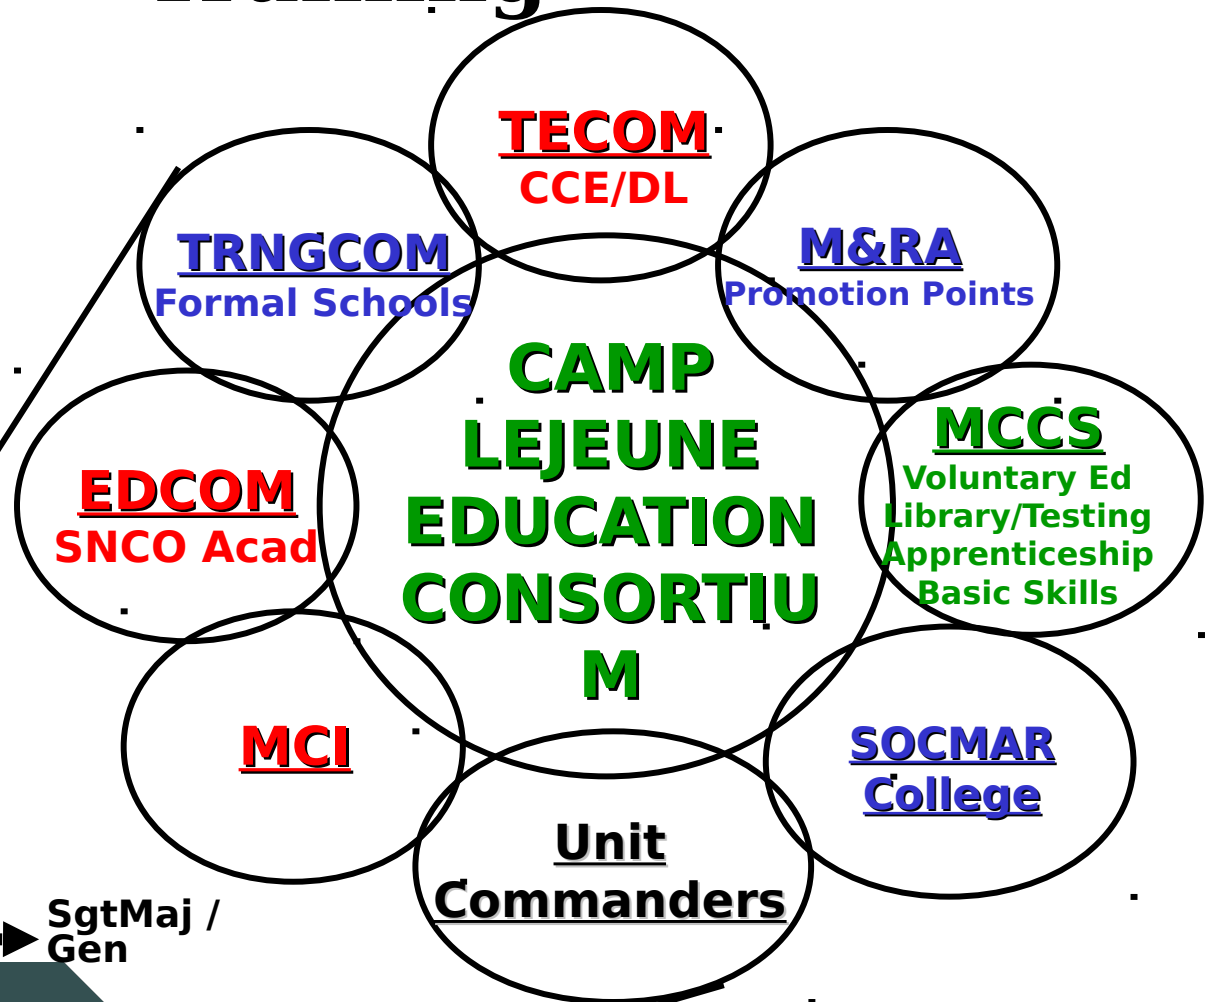 Training
TECOM
CCE/DL
TRNGCOM
Formal Schools
M&RA
Promotion Points
CAMP
LEJEUNE
EDUCATION
CONSORTIU
M
MCCS
Voluntary Ed
Library/Testing
Apprenticeship
Basic Skills
EDCOM
SNCO Acad
MCI
SOCMAR
College
Unit
Commanders
SgtMaj /
Gen